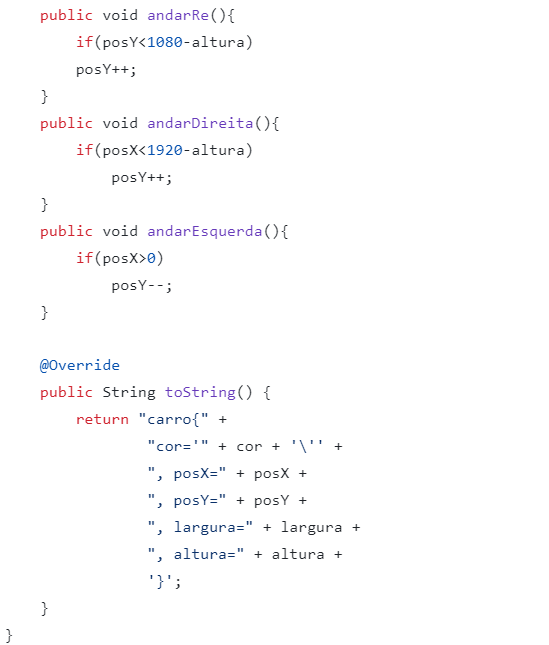 public void andarRe(){
if(posY<1080-altura)
posY++;
}
public void andarDireita(){
if(posX<1920-altura)
posY++;
}
public void andarEsquerda(){
if(posX>0)
posY--;
}
@Override
public String toString() {
return "carro{" +
"cor='" + cor + '\'' +
", posX=" + posX +
", posY=" + posY +
", largura=" + largura +
", altura=" + altura +
'}';
}
}